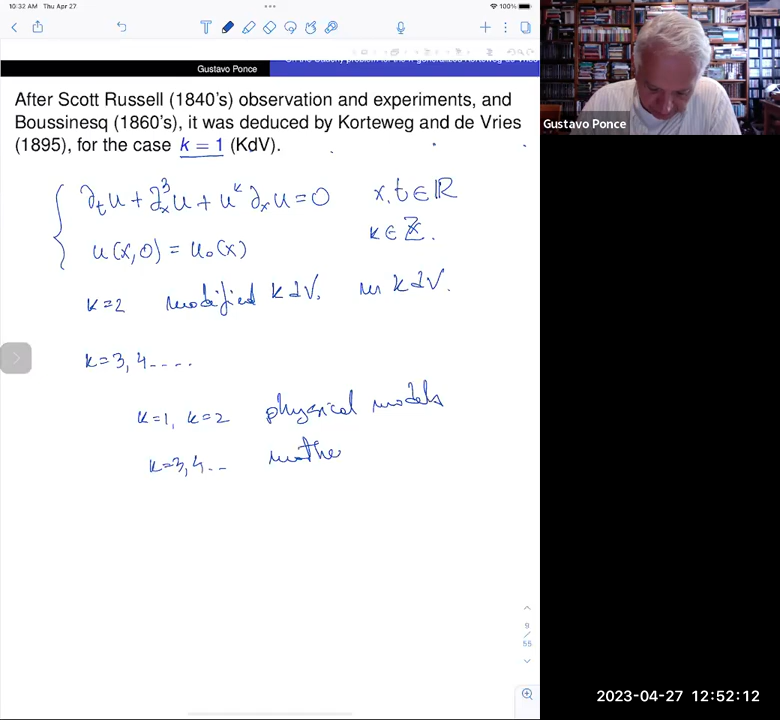 10:32 AM Thu Apr 27
100%
Gustavo Ponce
After Scott Russell (1840's) observation and experiments, and
Boussinesq (1860's), it was deduced by Korteweg and de Vries
(1895), for the case k = 1 (KdV).
∂ₜu + ∂ₓ³u + uᵏ ∂ₓu = 0 x, t ∈ ℝ
k ∈ ℤ.
u(x,0) = u₀(x)
k=2 modified KdV, m KdV.
k=3, 4 ....
k=1, k=2 physical models
k=3, 4 .. mathe
9
/
55
Gustavo Ponce
2023-04-27 12:52:12